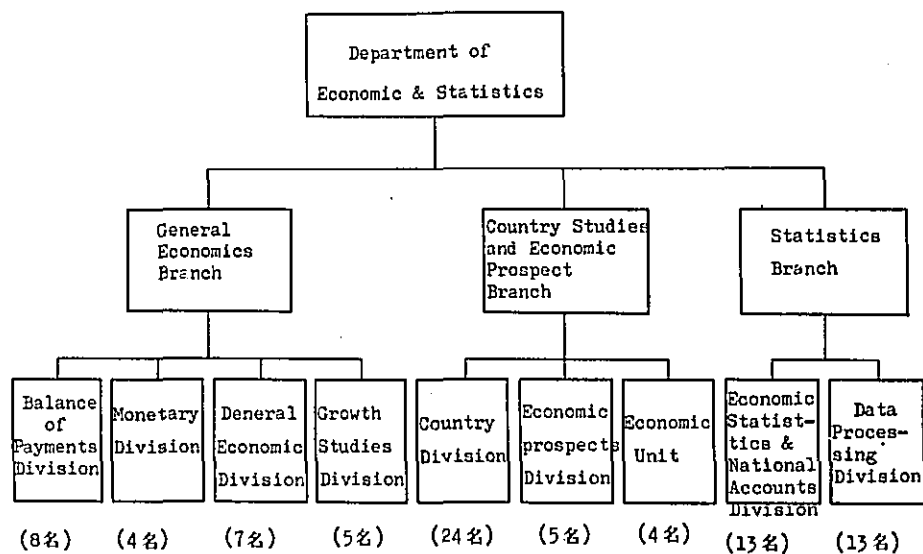 Department of
Economic & Statistics
General
Economics
Branch
Country Studies
and Economic
Prospect
Branch
Statistics
Branch
Balance
of
Payments
Division
Monetary
Division
Deneral
Economic
Division
Growth
Studies
Division
Country
Division
Economic
prospects
Division
Economic
Unit
Economic
Statist-
tics &
National
Accounts
Division
Data
Proces-
sing
Division
(8名)
(4名)
(7名)
(5名)
(24名)
(5名)
(4名)
(13名)
(13名)